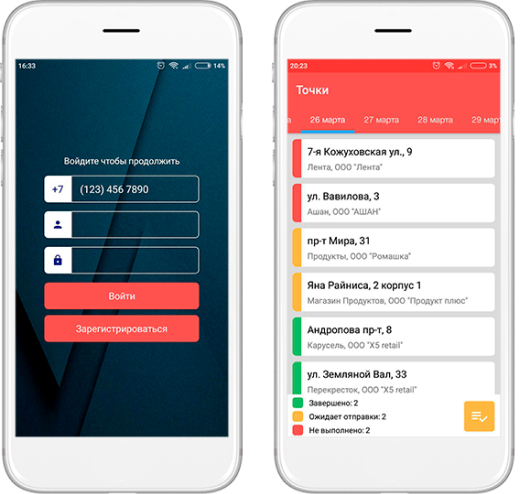 16:33
14%
Войдите чтобы продолжить
+7
(123) 456 7890
Войти
Зарегистрироваться
20:23
3%
Точки
а
26 марта
27 марта
28 марта
29 мар
7-я Кожуховская ул., 9
Лента, ООО "Лента"
ул. Вавилова, 3
Ашан, ООО "АШАН"
пр-т Мира, 31
Продукты, ООО "Ромашка"
Яна Райниса, 2 корпус 1
Магазин Продуктов, ООО "Продукт плюс"
Андропова пр-т, 8
Карусель, ООО "X5 retail"
ул. Земляной Вал, 33
Перекресток, ООО "X5 retail"
Завершено: 2
Ожидает отправки: 2
Не выполнено: 2